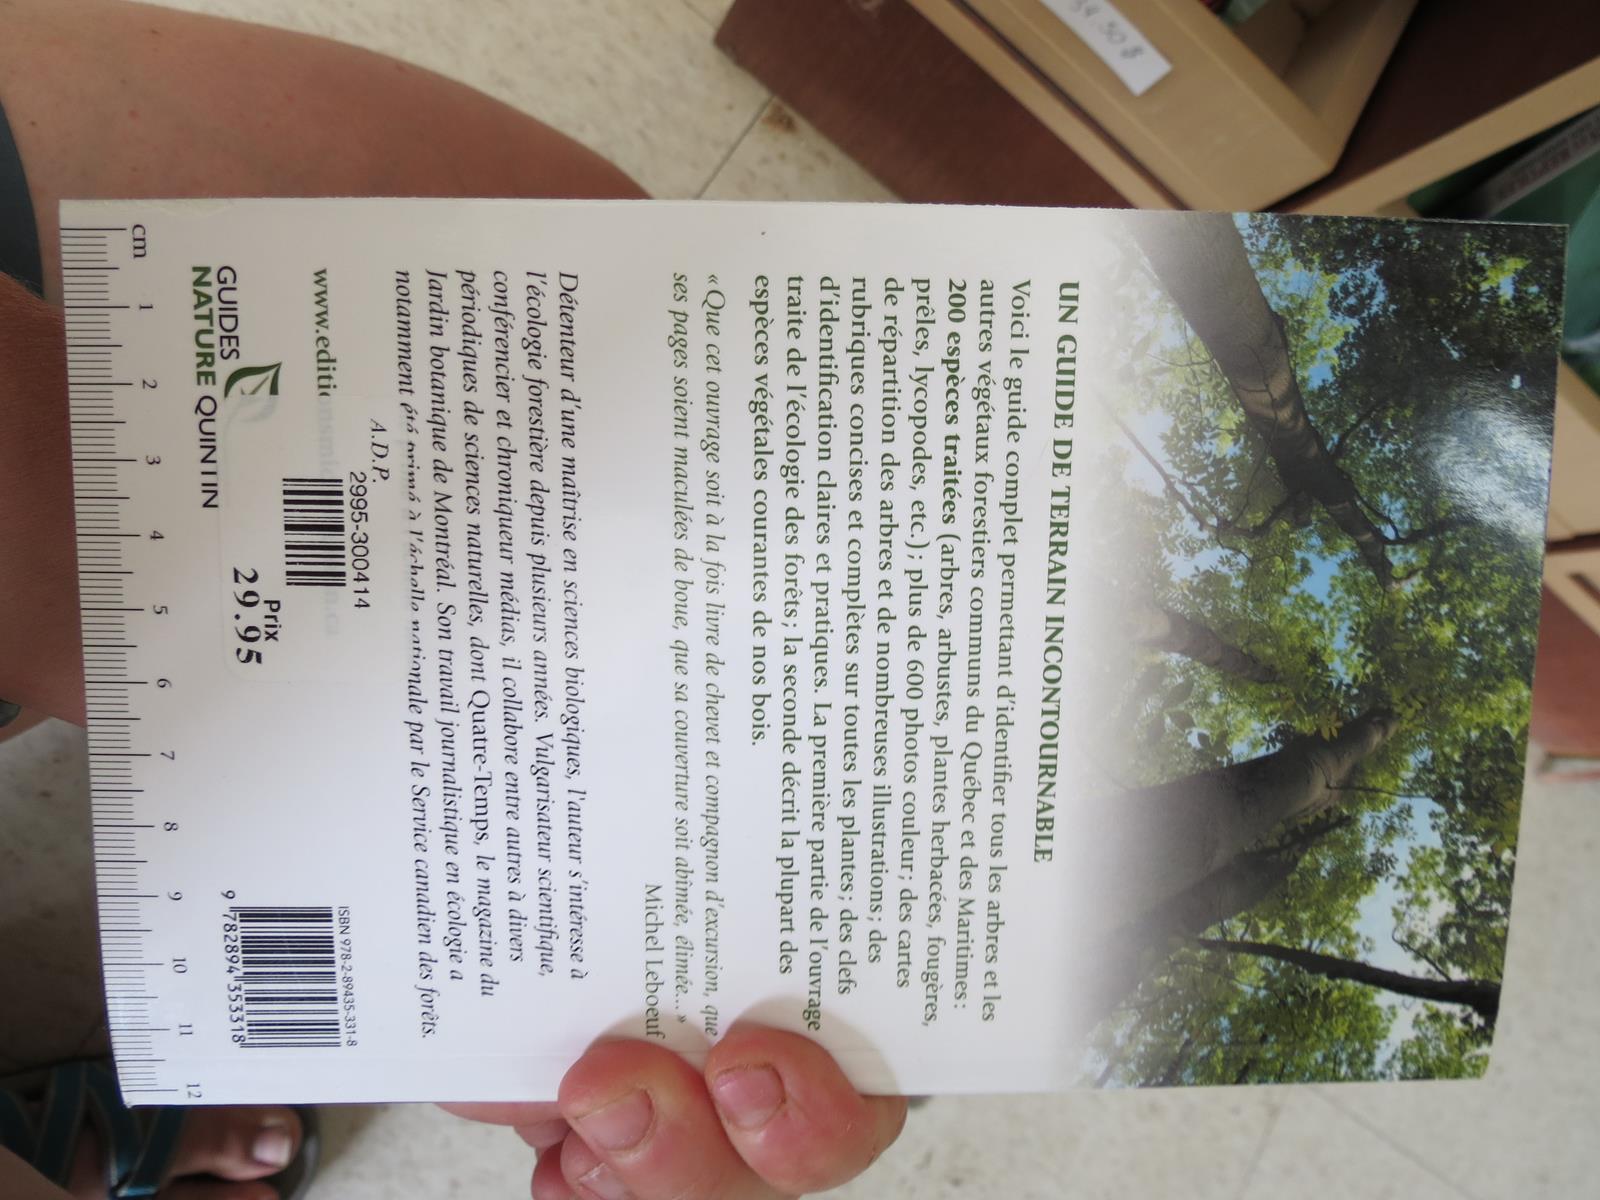 UN GUIDE DE TERRAIN INCONTOURNABLE
Voici le guide complet permettant d'identifier tous les arbres et les
autres végétaux forestiers communs du Québec et des Maritimes :
200 espèces traitées (arbres, arbustes, plantes herbacées, fougères,
prêles, lycopodes, etc.) ; plus de 600 photos couleur ; des cartes
de répartition des arbres et de nombreuses illustrations ; des
rubriques concises et complètes sur toutes les plantes ; des clefs
d'identification claires et pratiques. La première partie de l'ouvrage
traite de l'écologie des forêts ; la seconde décrit la plupart des
espèces végétales courantes de nos bois.
«Que cet ouvrage soit à la fois livre de chevet et compagnon d'excursion, que
ses pages soient maculées de boue, que sa couverture soit abîmée, élimée...»
Michel Leboeuf
Détenteur d'une maîtrise en sciences biologiques, l'auteur s'intéresse à
l'écologie forestière depuis plusieurs années. Vulgarisateur scientifique,
conférencier et chroniqueur médias, il collabore entre autres à divers
périodiques de sciences naturelles, dont Quatre-Temps, le magazine du
Jardin botanique de Montréal. Son travail journalistique en écologie a
notamment été primé à l'échelle nationale par le Service canadien des forêts.
A.D.P.
2995-300414
www.editionsmi n.ca
Prix
29.95
GUIDES
NATURE QUINTIN
ISBN 978-2-89435-331-8
9 782894 353318
cm 1 2 3 4 5 6 7 8 9 10 11 12
34.50 $